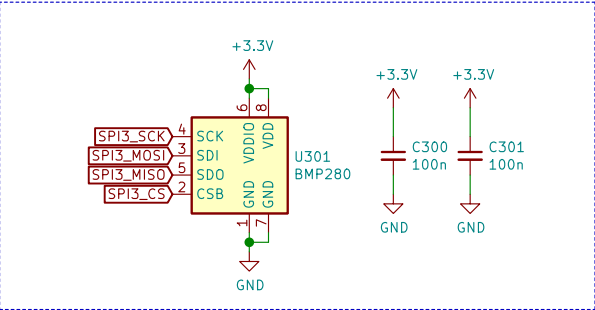 +3.3V
+3.3V
+3.3V
6
8
SPI3_SCK
4
SCK
VDDIO
VDD
SPI3_MOSI
3
SDI
U301
C300
C301
SPI3_MISO
5
SDO
BMP280
100n
100n
SPI3_CS
2
CSB
GND
GND
1
7
GND
GND
GND